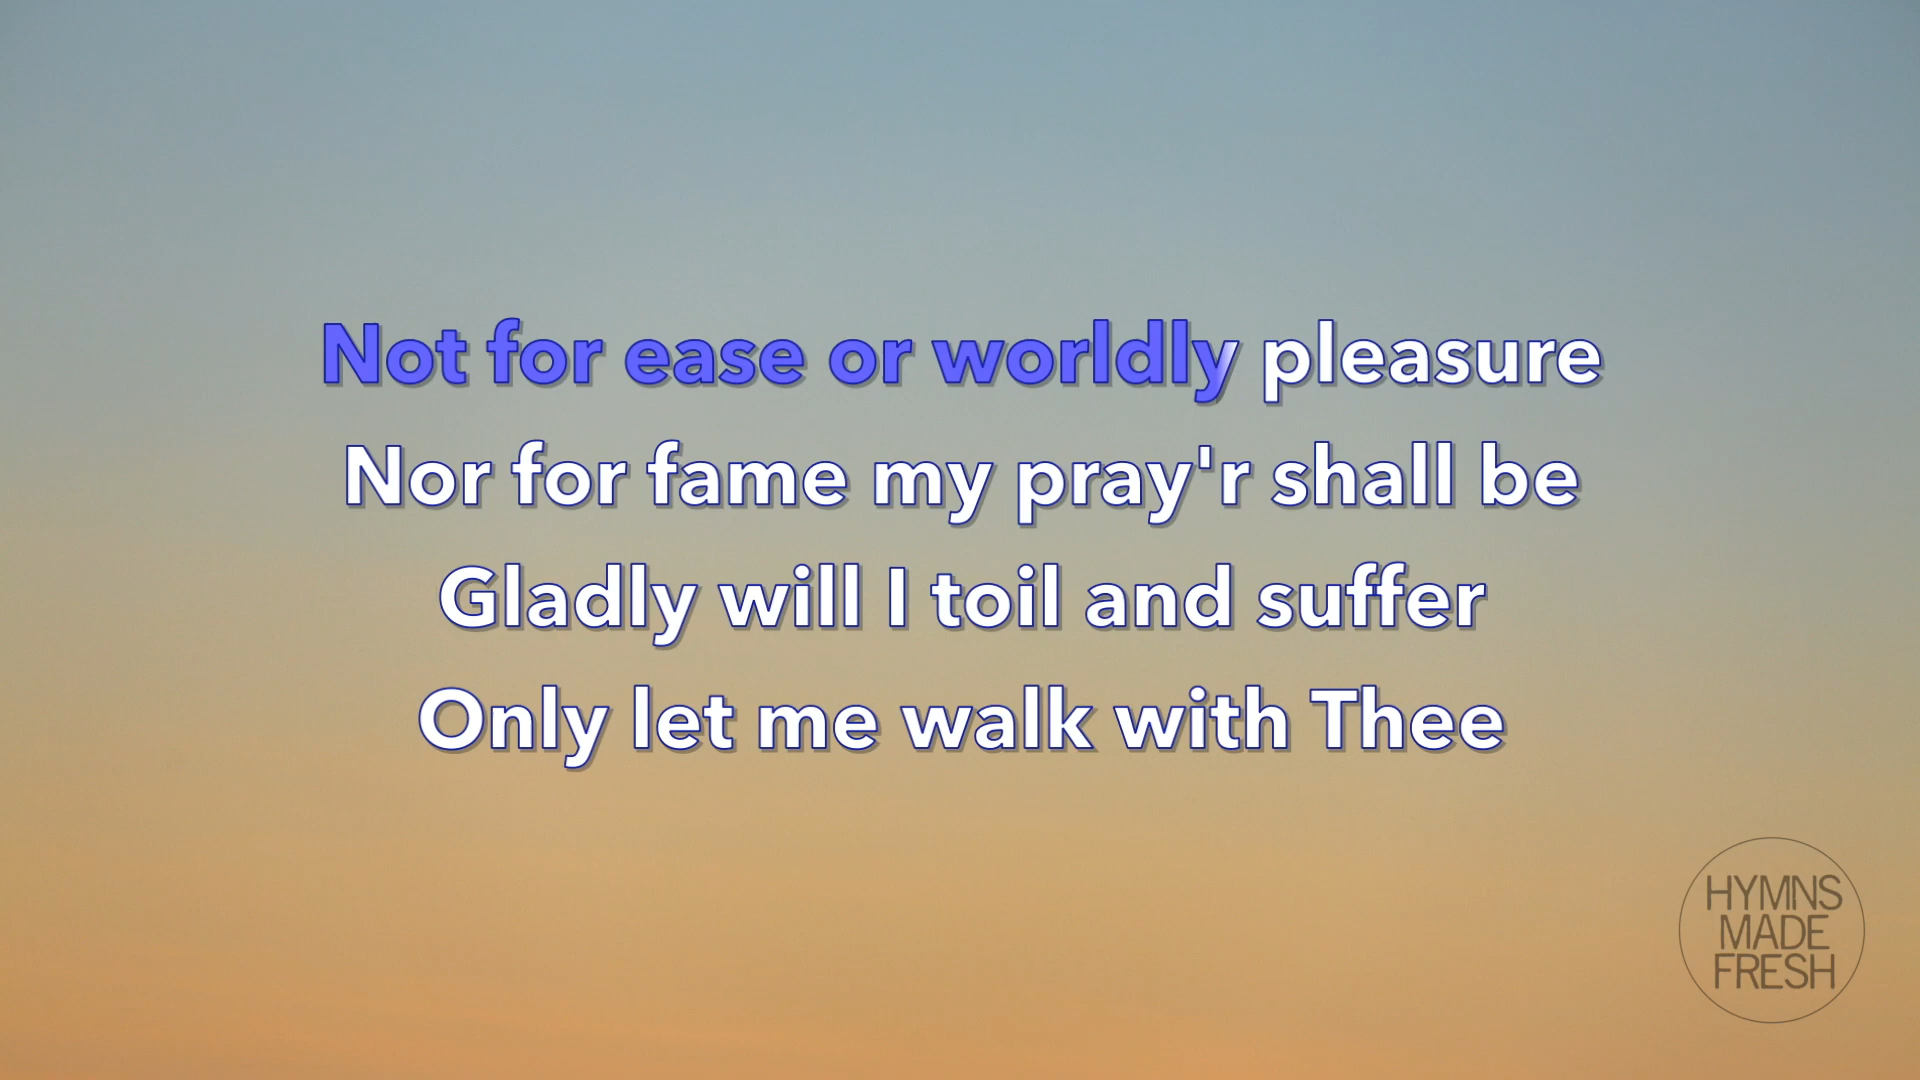 Not for ease or worldly pleasure
Nor for fame my pray'r shall be
Gladly will I toil and suffer
Only let me walk with Thee
HYMNS
MADE
FRESH